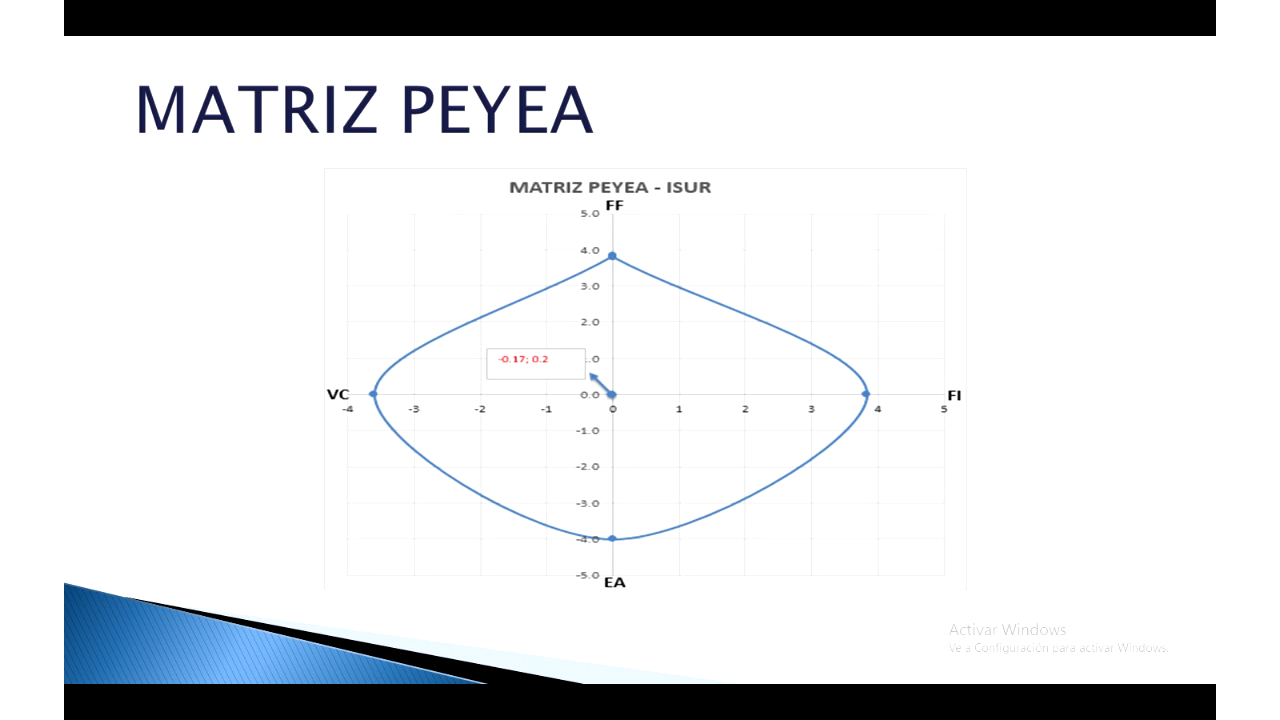 MATRIZ PEYEA
MATRIZ PEYEA - ISUR
FF
5.0
4.0
3.0
2.0
-0.17; 0.2
.0
VC
0.0
FI
-4 -3 -2 -1 0 1 2 3 4 5
-1.0
-2.0
-3.0
-4.0
-5.0
EA
Activar Windows
Ve a Configuración para activar Windows.